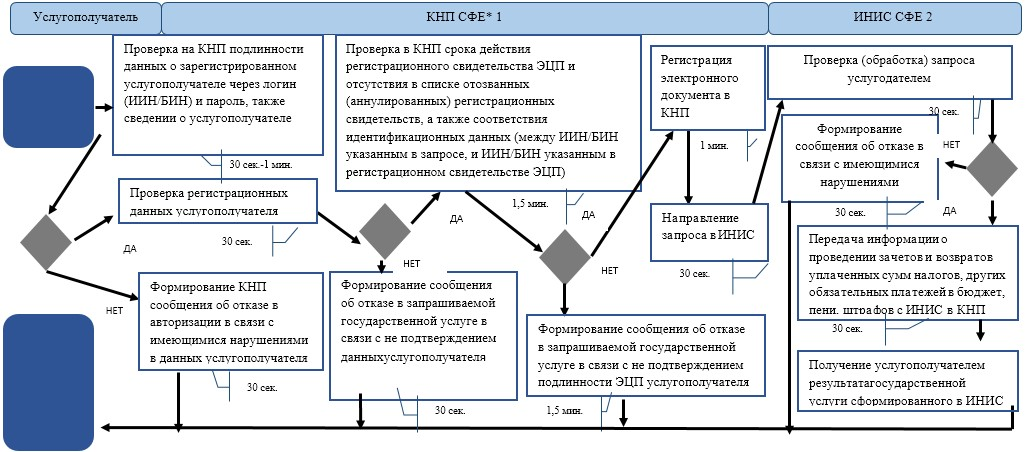 Услугополучатель
КНП СФЕ* 1
ИНИС СФЕ 2
Проверка на КНП подлинности
данных о зарегистрированном
услугополучателе через логин
(ИИН/БИН) и пароль, также
сведении о услугополучателе
30 сек.-1 мин.
Проверка регистрационных
данных услугополучателя
30 сек.
ДА
НЕТ
Формирование КНП
сообщения об отказе в
авторизации в связи с
имеющимися нарушениями
в данных услугополучателя
30 сек.
Проверка в КНП срока действия
регистрационного свидетельства ЭЦП и
отсутствия в списке отозванных
(аннулированных) регистрационных
свидетельств, а также соответствия
идентификационных данных (между ИИН/БИН
указанным в запросе, и ИИН/БИН указанным в
регистрационном свидетельстве ЭЦП)
1,5 мин.
ДА
НЕТ
Формирование сообщения
об отказе в запрашиваемой
государственной услуге в
связи с не подтверждением
данныхуслугополучателя
30 сек.
ДА
НЕТ
Формирование сообщения об отказе
в запрашиваемой государственной
услуге в связи с не подтверждением
подлинности ЭЦП услугополучателя
1,5 мин.
Регистрация
электронного
документа в
КНП
1 мин.
Направление
запроса в ИНИС
30 сек.
Проверка (обработка) запроса
услугодателем
30 сек.
Формирование
сообщения об отказе в
связи с имеющимися
нарушениями
НЕТ
30 сек.
ДА
Передача информации о
проведении зачетов и возвратов
уплаченных сумм налогов, других
обязательных платежей в бюджет,
пени, штрафов с ИНИС в КНП
30 сек.
Получение услугополучателем
результатагосударственной
услуги сформированного в ИНИС